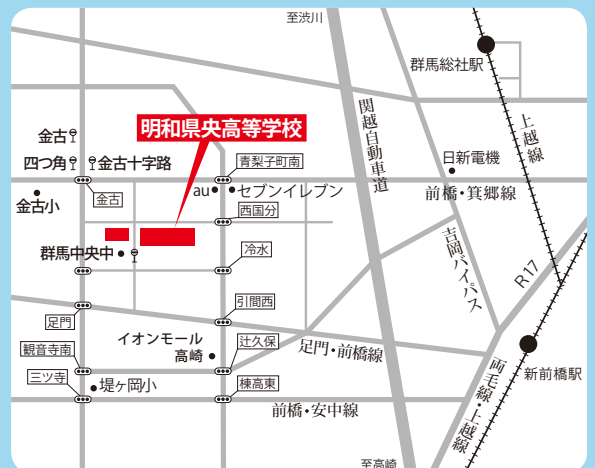 至渋川
群馬総社駅
関越自動車道
上越線
明和県央高等学校
金古
四つ角
金古十字路
青梨子町南
日新電機
au
セブンイレブン
前橋・箕郷線
金古小
金古
西国分
吉岡バイパス
群馬中央中
冷水
R17
引間西
足門
イオンモール
高崎
辻久保
足門・前橋線
観音寺南
新前橋駅
三ツ寺
堤ヶ岡小
棟高東
両毛線・上越線
前橋・安中線
至高崎